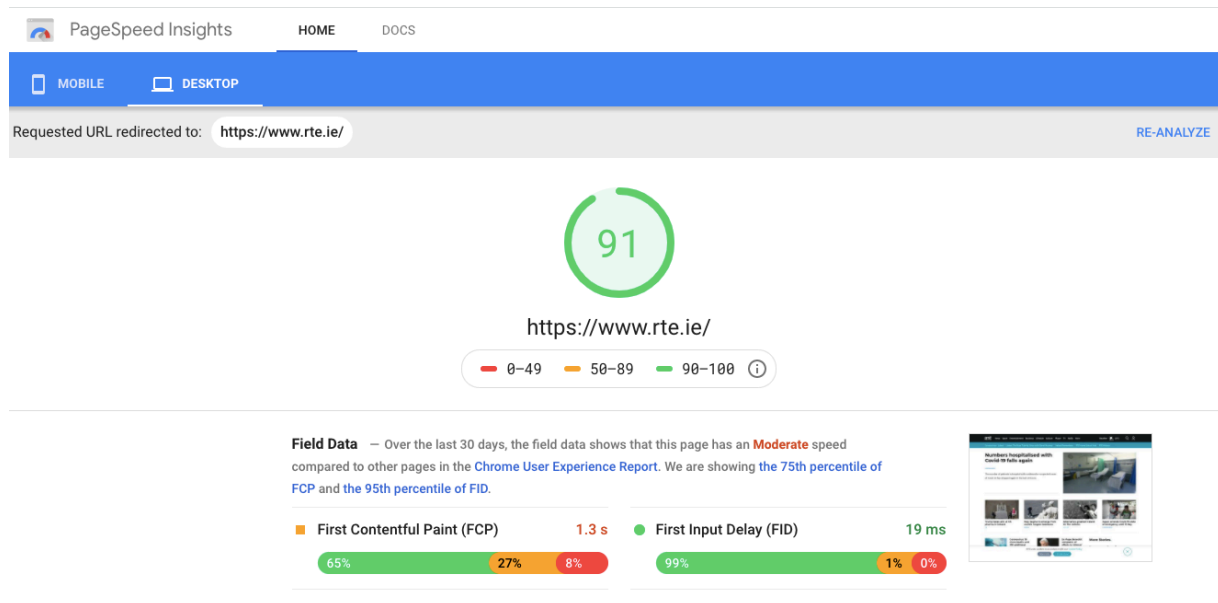 PageSpeed Insights HOME DOCS
MOBILE DESKTOP
Requested URL redirected to: https://www.rte.ie/ RE-ANALYZE
91
https://www.rte.ie/
0–49 50–89 90–100
Field Data — Over the last 30 days, the field data shows that this page has an Moderate speed
compared to other pages in the Chrome User Experience Report. We are showing the 75th percentile of
FCP and the 95th percentile of FID.
First Contentful Paint (FCP) 1.3 s
65% 27% 8%
First Input Delay (FID) 19 ms
99% 1% 0%
Numbers hospitalised with
Covid-19 falls again